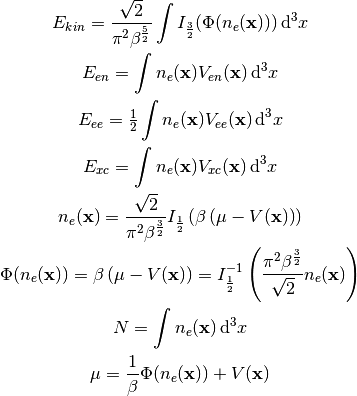 E_{kin} = \frac{\sqrt{2}}{\pi^2 \beta^{\frac{5}{2}}} \int I_{\frac{3}{2}}(\Phi(n_e(\mathbf{x}))) \, \mathrm{d}^3 x
E_{en} = \int n_e(\mathbf{x}) V_{en}(\mathbf{x}) \, \mathrm{d}^3 x
E_{ee} = \frac{1}{2} \int n_e(\mathbf{x}) V_{ee}(\mathbf{x}) \, \mathrm{d}^3 x
E_{xc} = \int n_e(\mathbf{x}) V_{xc}(\mathbf{x}) \, \mathrm{d}^3 x
n_e(\mathbf{x}) = \frac{\sqrt{2}}{\pi^2 \beta^{\frac{3}{2}}} I_{\frac{1}{2}} \left( \beta \left( \mu - V(\mathbf{x}) \right) \right)
\Phi(n_e(\mathbf{x})) = \beta \left( \mu - V(\mathbf{x}) \right) = I_{\frac{1}{2}}^{-1} \left( \frac{\pi^2 \beta^{\frac{3}{2}}}{\sqrt{2}} n_e(\mathbf{x}) \right)
N = \int n_e(\mathbf{x}) \, \mathrm{d}^3 x
\mu = \frac{1}{\beta} \Phi(n_e(\mathbf{x})) + V(\mathbf{x})